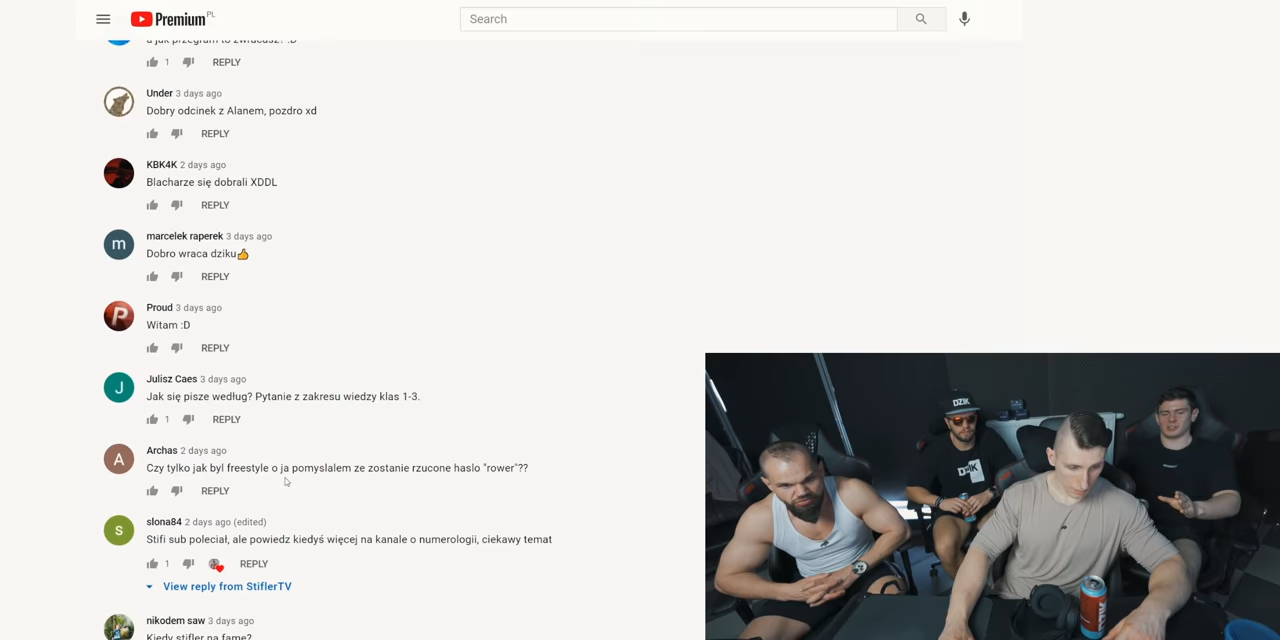 Premium PL
Search
a jak przegram to zwracasz? :D
1 REPLY
Under 3 days ago
Dobry odcinek z Alanem, pozdro xd
REPLY
KBK4K 2 days ago
Blacharze się dobrali XDDL
REPLY
marcelek raperek 3 days ago
Dobro wraca dziku👍
REPLY
Proud 3 days ago
Witam :D
REPLY
Julisz Caes 3 days ago
Jak się pisze według? Pytanie z zakresu wiedzy klas 1-3.
1 REPLY
Archas 2 days ago
Czy tylko jak byl freestyle o ja pomyslalem ze zostanie rzucone haslo "rower"??
REPLY
slona84 2 days ago (edited)
Stifi sub poleciał, ale powiedz kiedyś więcej na kanale o numerologii, ciekawy temat
1 REPLY
View reply from StiflerTV
nikodem saw 3 days ago
Kiedy stifler na fame?
DZIK
DZIK